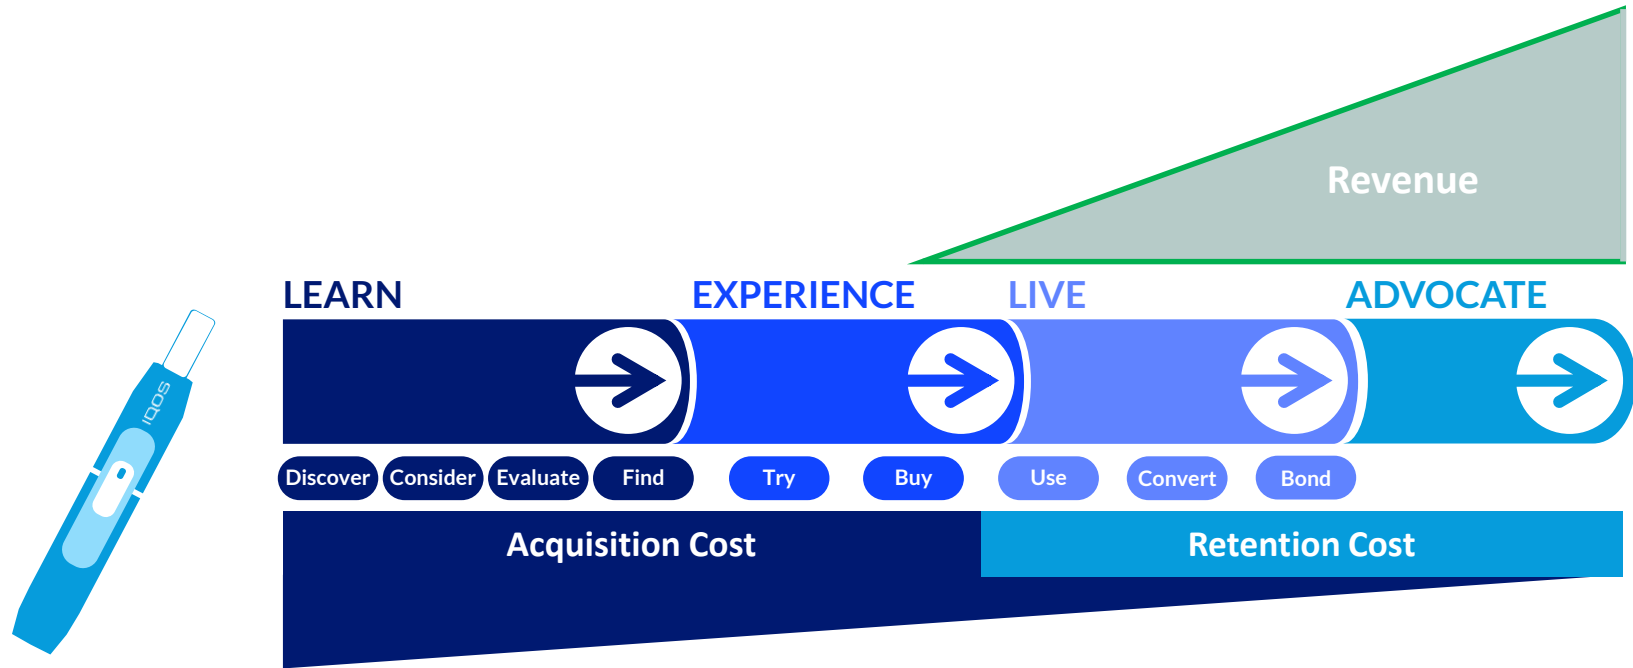 Revenue
LEARN
EXPERIENCE
LIVE
ADVOCATE
IQOS
Discover
Consider
Evaluate
Find
Try
Buy
Use
Convert
Bond
Acquisition Cost
Retention Cost